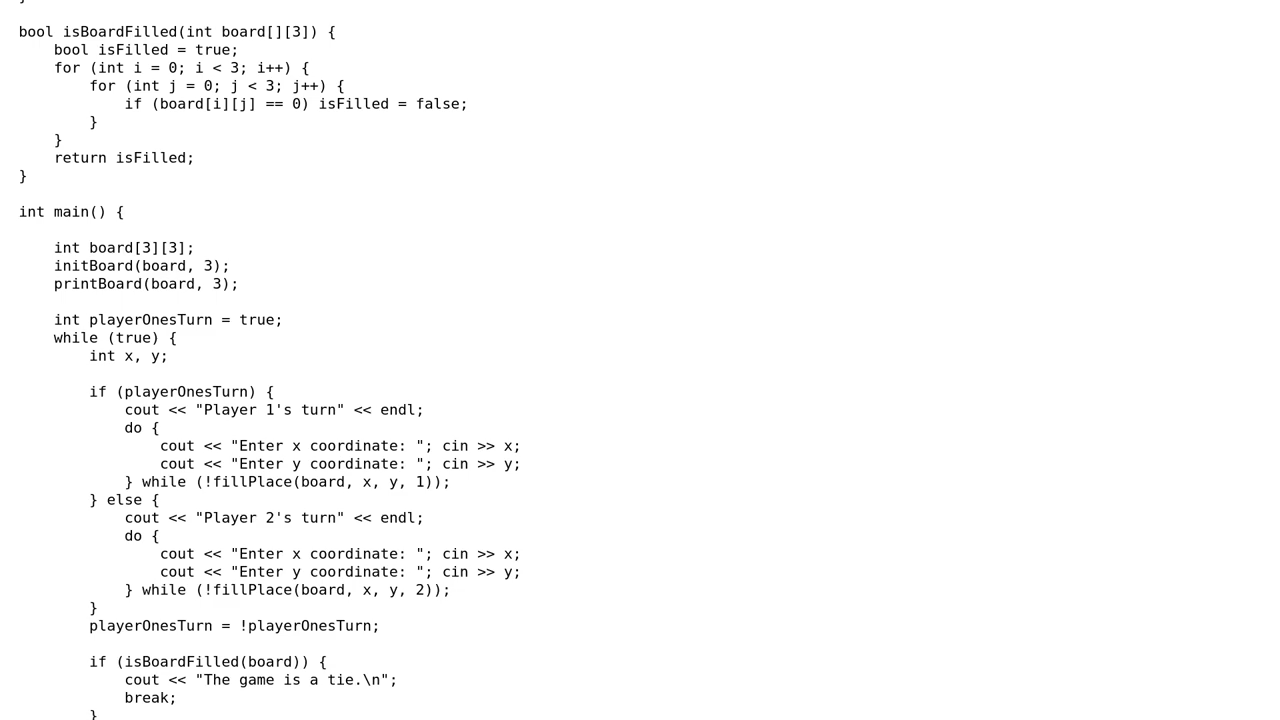 }
bool isBoardFilled(int board[][3]) {
    bool isFilled = true;
    for (int i = 0; i < 3; i++) {
        for (int j = 0; j < 3; j++) {
            if (board[i][j] == 0) isFilled = false;
        }
    }
    return isFilled;
}
int main() {
    int board[3][3];
    initBoard(board, 3);
    printBoard(board, 3);
    int playerOnesTurn = true;
    while (true) {
        int x, y;
        if (playerOnesTurn) {
            cout << "Player 1's turn" << endl;
            do {
                cout << "Enter x coordinate: "; cin >> x;
                cout << "Enter y coordinate: "; cin >> y;
            } while (!fillPlace(board, x, y, 1));
        } else {
            cout << "Player 2's turn" << endl;
            do {
                cout << "Enter x coordinate: "; cin >> x;
                cout << "Enter y coordinate: "; cin >> y;
            } while (!fillPlace(board, x, y, 2));
        }
        playerOnesTurn = !playerOnesTurn;
        if (isBoardFilled(board)) {
            cout << "The game is a tie.\n";
            break;
        }